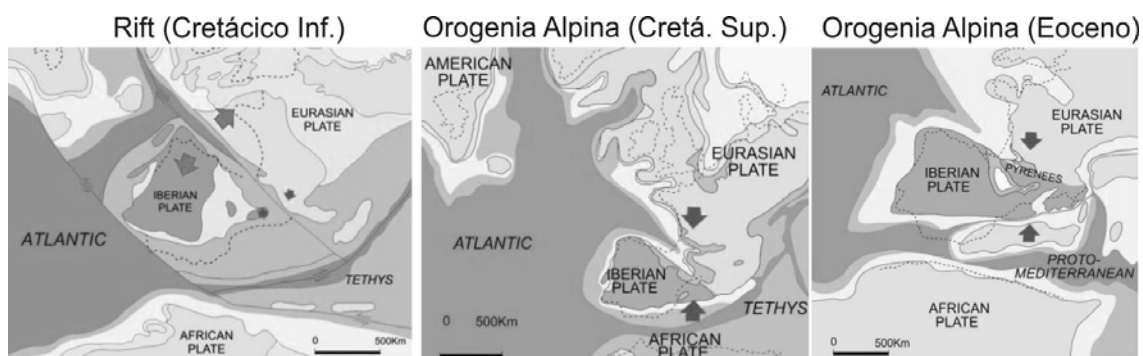 Rift (Cretácico Inf.)
EURASIAN
PLATE
IBERIAN
PLATE
ATLANTIC
TETHYS
AFRICAN
PLATE
0 500Km
Orogenia Alpina (Cretá. Sup.)
AMERICAN
PLATE
EURASIAN
PLATE
ATLANTIC
IBERIAN
PLATE
TETHYS
0 500Km
AFRICAN
PLATE
Orogenia Alpina (Eoceno)
ATLANTIC
EURASIAN
PLATE
PYRENEES
IBERIAN
PLATE
PROTO-
MEDITERRANEAN
AFRICAN
PLATE
0 500Km